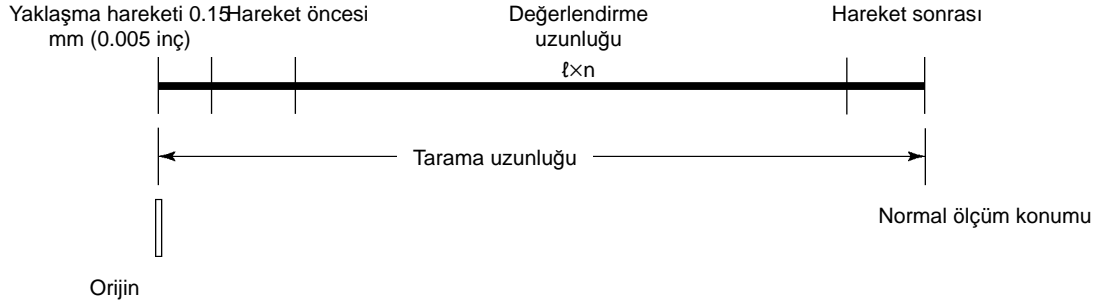 Yaklaşma hareketi 0.15
mm (0.005 inç)
Hareket öncesi
Değerlendirme
uzunluğu
ℓ×n
Hareket sonrası
Tarama uzunluğu
Normal ölçüm konumu
Orijin